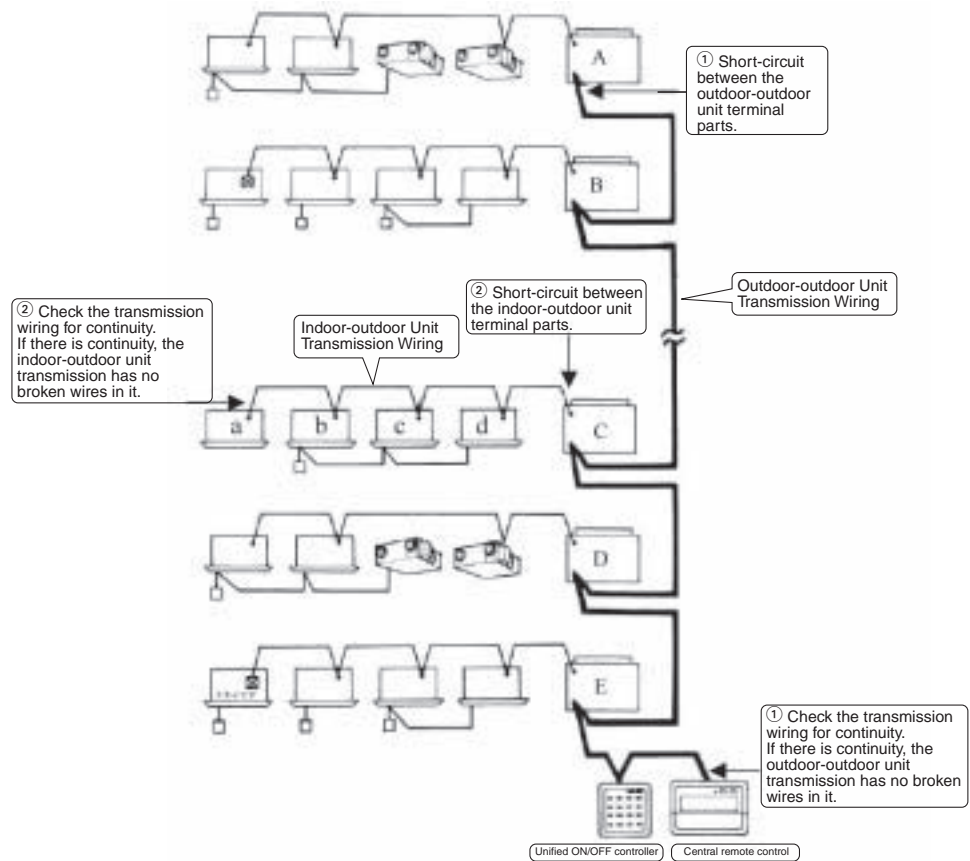 A
① Short-circuit
between the
outdoor-outdoor
unit terminal
parts.
B
Outdoor-outdoor Unit
Transmission Wiring
② Short-circuit between
the indoor-outdoor unit
terminal parts.
② Check the transmission
wiring for continuity.
If there is continuity, the
indoor-outdoor unit
transmission has no
broken wires in it.
Indoor-outdoor Unit
Transmission Wiring
a
b
c
d
C
D
E
① Check the transmission
wiring for continuity.
If there is continuity, the
outdoor-outdoor unit
transmission has no broken
wires in it.
Unified ON/OFF controller
Central remote control